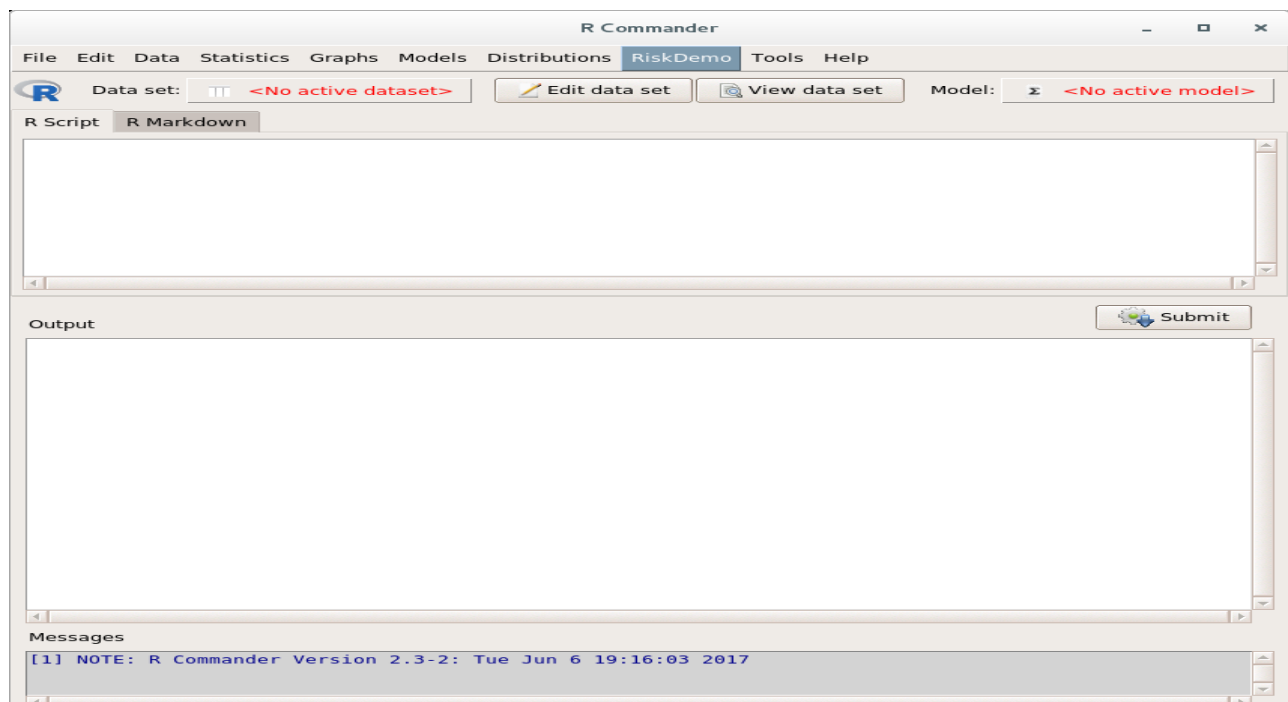 R Commander
File Edit Data Statistics Graphs Models Distributions RiskDemo Tools Help
R Data set: <No active dataset> Edit data set View data set Model: Σ <No active model>
R Script R Markdown
Submit
Output
Messages
[1] NOTE: R Commander Version 2.3-2: Tue Jun 6 19:16:03 2017